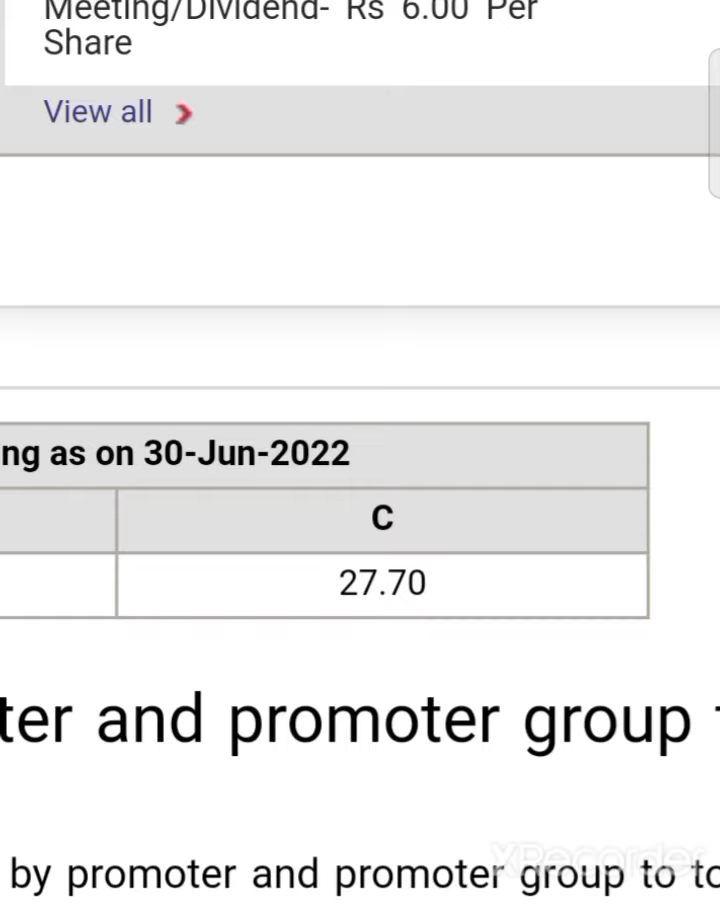 Meeting/Dividend- Rs 6.00 Per
Share
View all
ng as on 30-Jun-2022
C
27.70
ter and promoter group
by promoter and promoter group to to
XRecorder